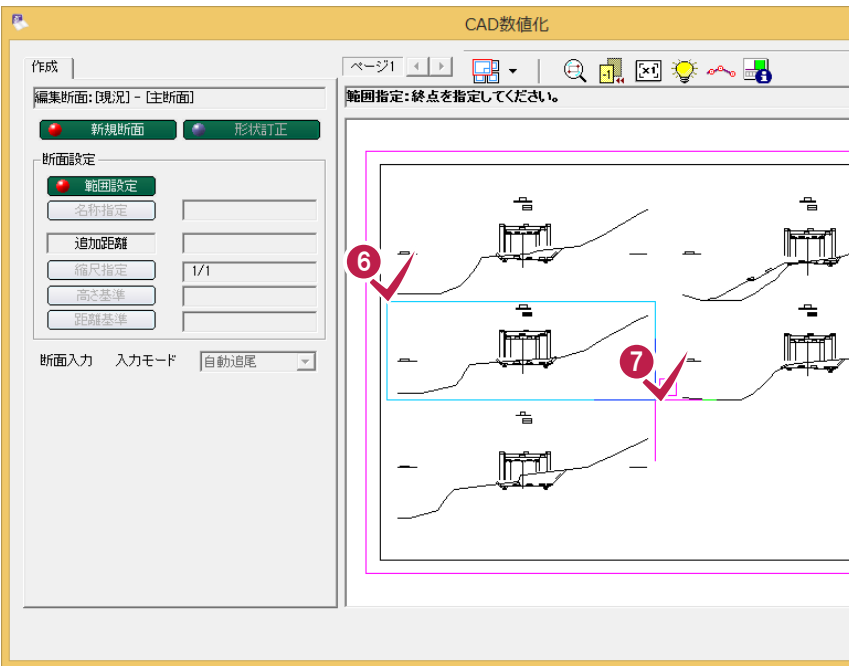 CAD数値化
作成
編集断面:[現況] - [主断面]
新規断面
形状訂正
断面設定
範囲設定
名称指定
追加距離
縮尺指定
1/1
高さ基準
距離基準
断面入力 入力モード 自動追尾
ページ1
-1
[×1]
範囲指定:終点を指定してください。
6
7